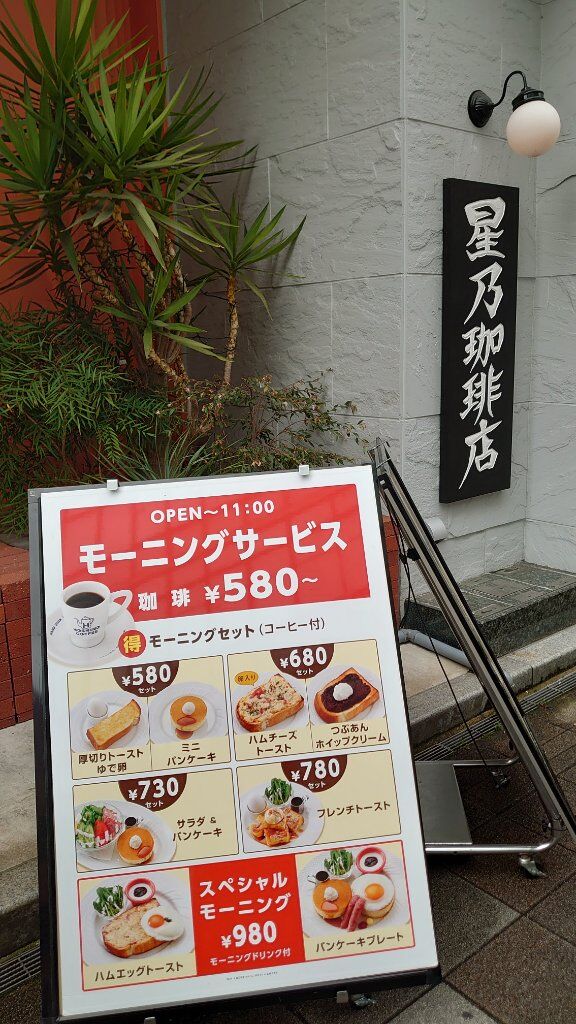 星乃珈琲店
OPEN～11:00
モーニングサービス
珈琲 ¥580～
得 モーニングセット（コーヒー付）
¥580
セット
厚切りトースト
ゆで卵
ミニ
パンケーキ
¥680
セット
卵入り
ハムチーズ
トースト
つぶあん
ホイップクリーム
¥730
セット
サラダ &
パンケーキ
¥780
セット
フレンチトースト
スペシャル
モーニング
¥980
モーニングドリンク付
ハムエッグトースト
パンケーキプレート